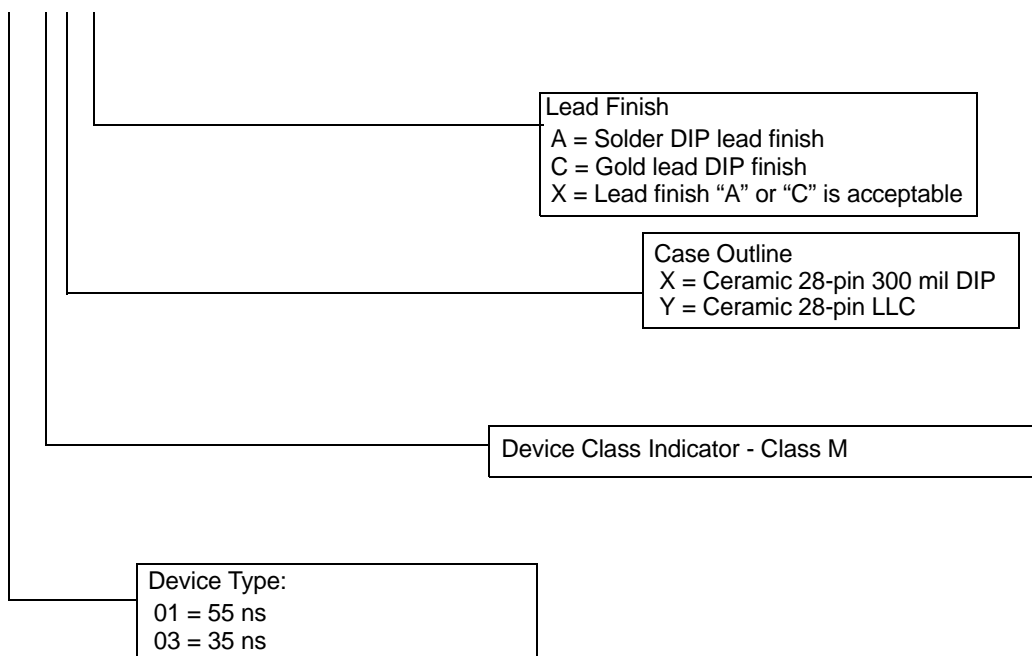 Lead Finish
A = Solder DIP lead finish
C = Gold lead DIP finish
X = Lead finish “A” or “C” is acceptable
Case Outline
X = Ceramic 28-pin 300 mil DIP
Y = Ceramic 28-pin LLC
Device Class Indicator - Class M
Device Type:
01 = 55 ns
03 = 35 ns